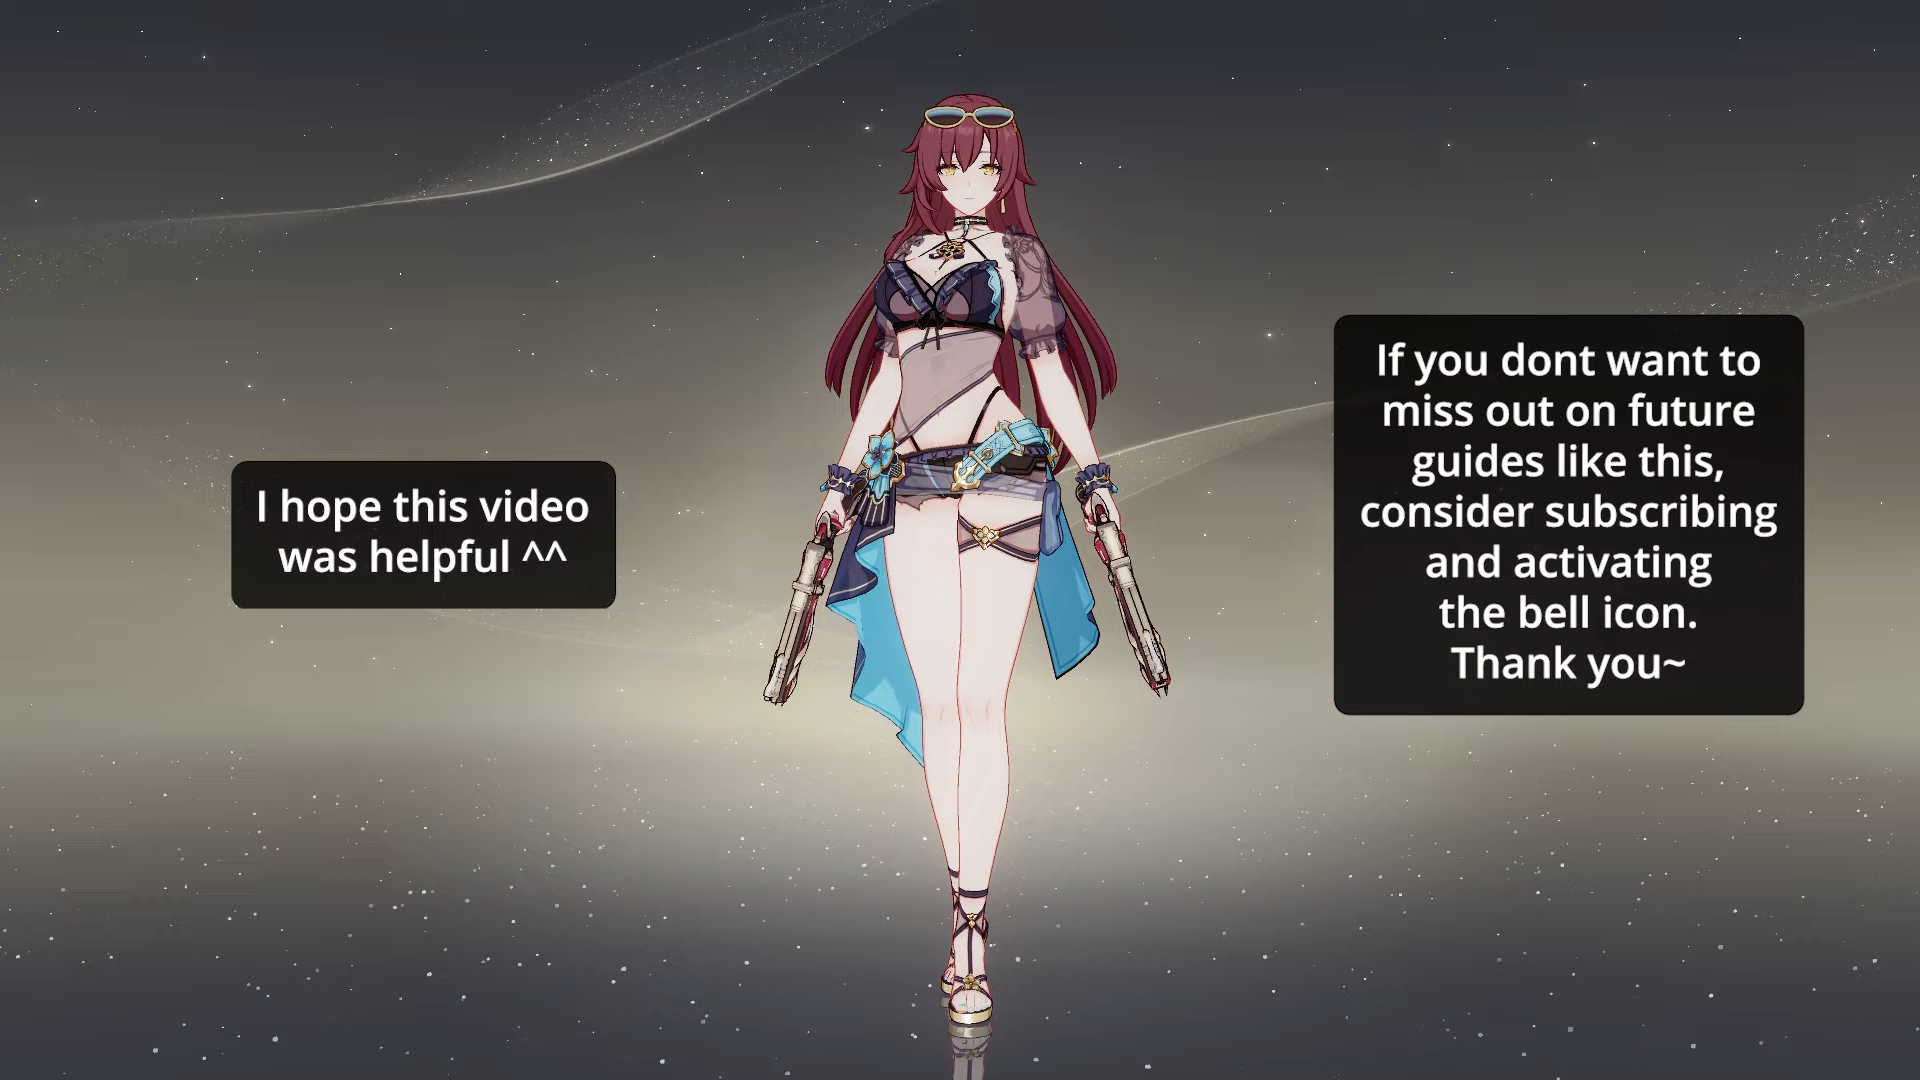 I hope this video
was helpful ^^
If you dont want to
miss out on future
guides like this,
consider subscribing
and activating
the bell icon.
Thank you~